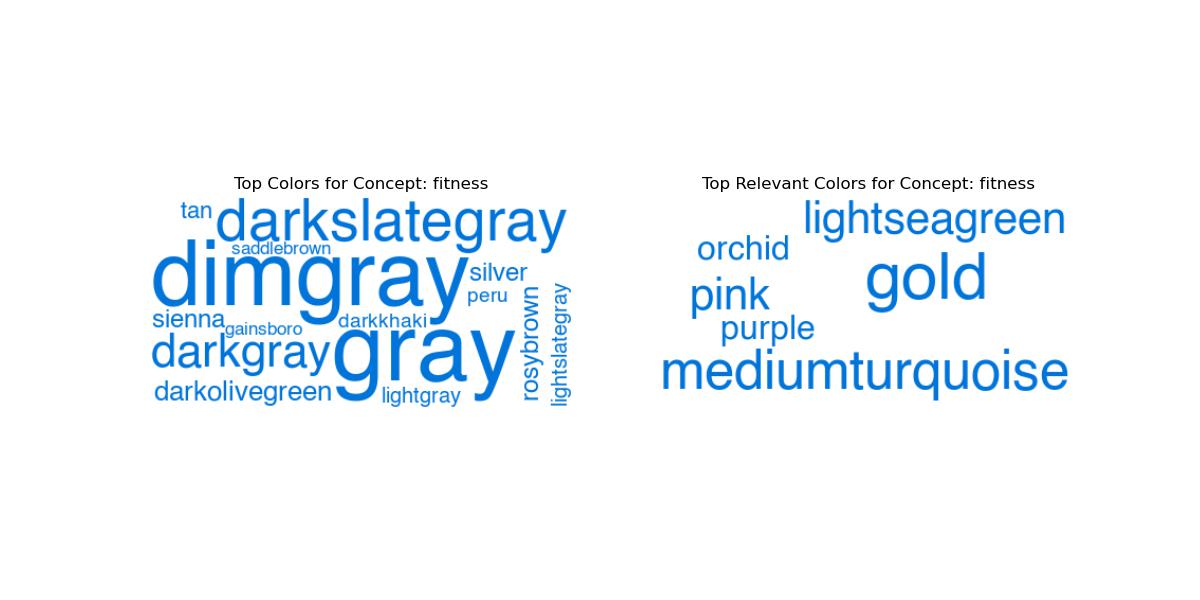 Top Colors for Concept: fitness
tan
darkslategray
saddlebrown
dimgray
silver
peru
sienna
gainsboro
darkkhaki
darkgray
gray
rosybrown
lightslategray
darkolivegreen
lightgray
Top Relevant Colors for Concept: fitness
lightseagreen
orchid
gold
pink
purple
mediumturquoise